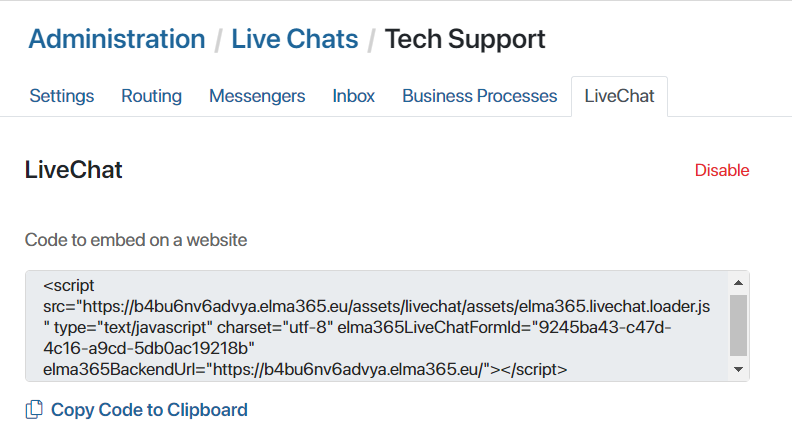 Administration / Live Chats / Tech Support
Settings Routing Messengers Inbox Business Processes LiveChat
LiveChat Disable
Code to embed on a website
<script
src="https://b4bu6nv6advya.elma365.eu/assets/livechat/assets/elma365.livechat.loader.js
" type="text/javascript" charset="utf-8" elma365LiveChatFormId="9245ba43-c47d-
4c16-a9cd-5db0ac19218b"
elma365BackendUrl="https://b4bu6nv6advya.elma365.eu/"></script>
Copy Code to Clipboard